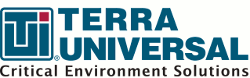 TERRA
UNIVERSAL®
Critical Environment Solutions